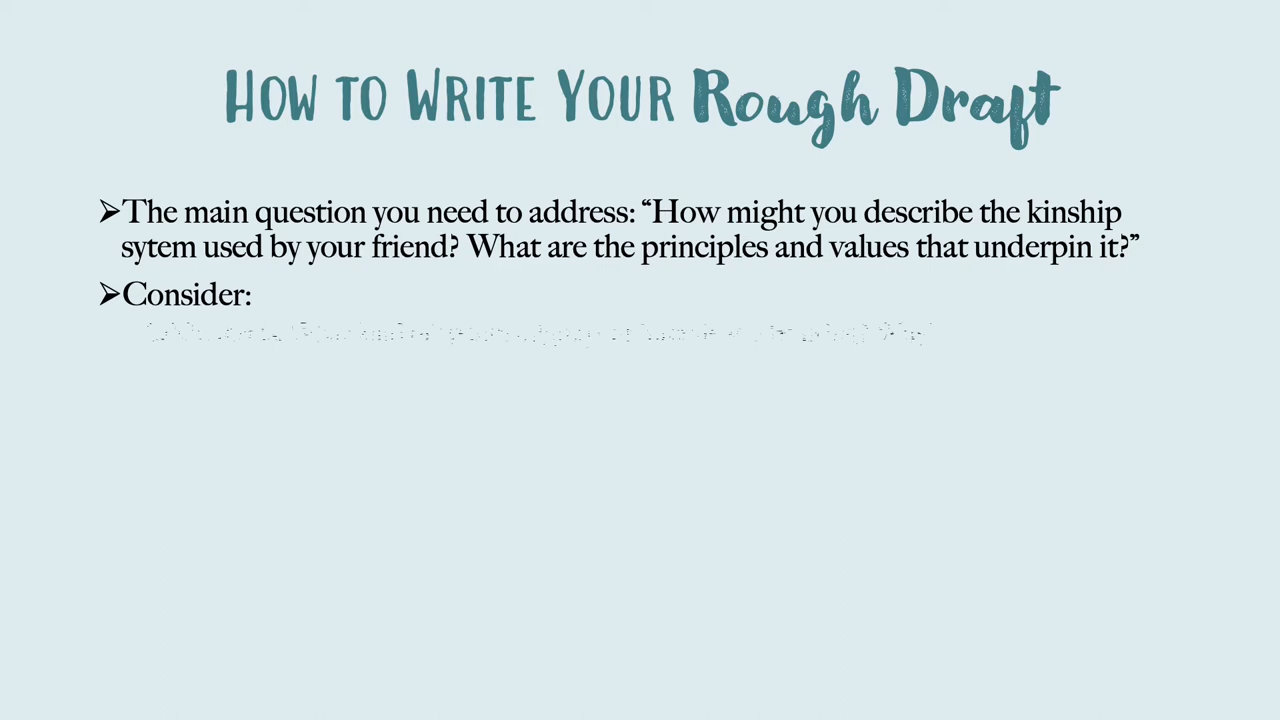 How to Write Your Rough Draft
➢The main question you need to address: “How might you describe the kinship
sytem used by your friend? What are the principles and values that underpin it?”
➢Consider: